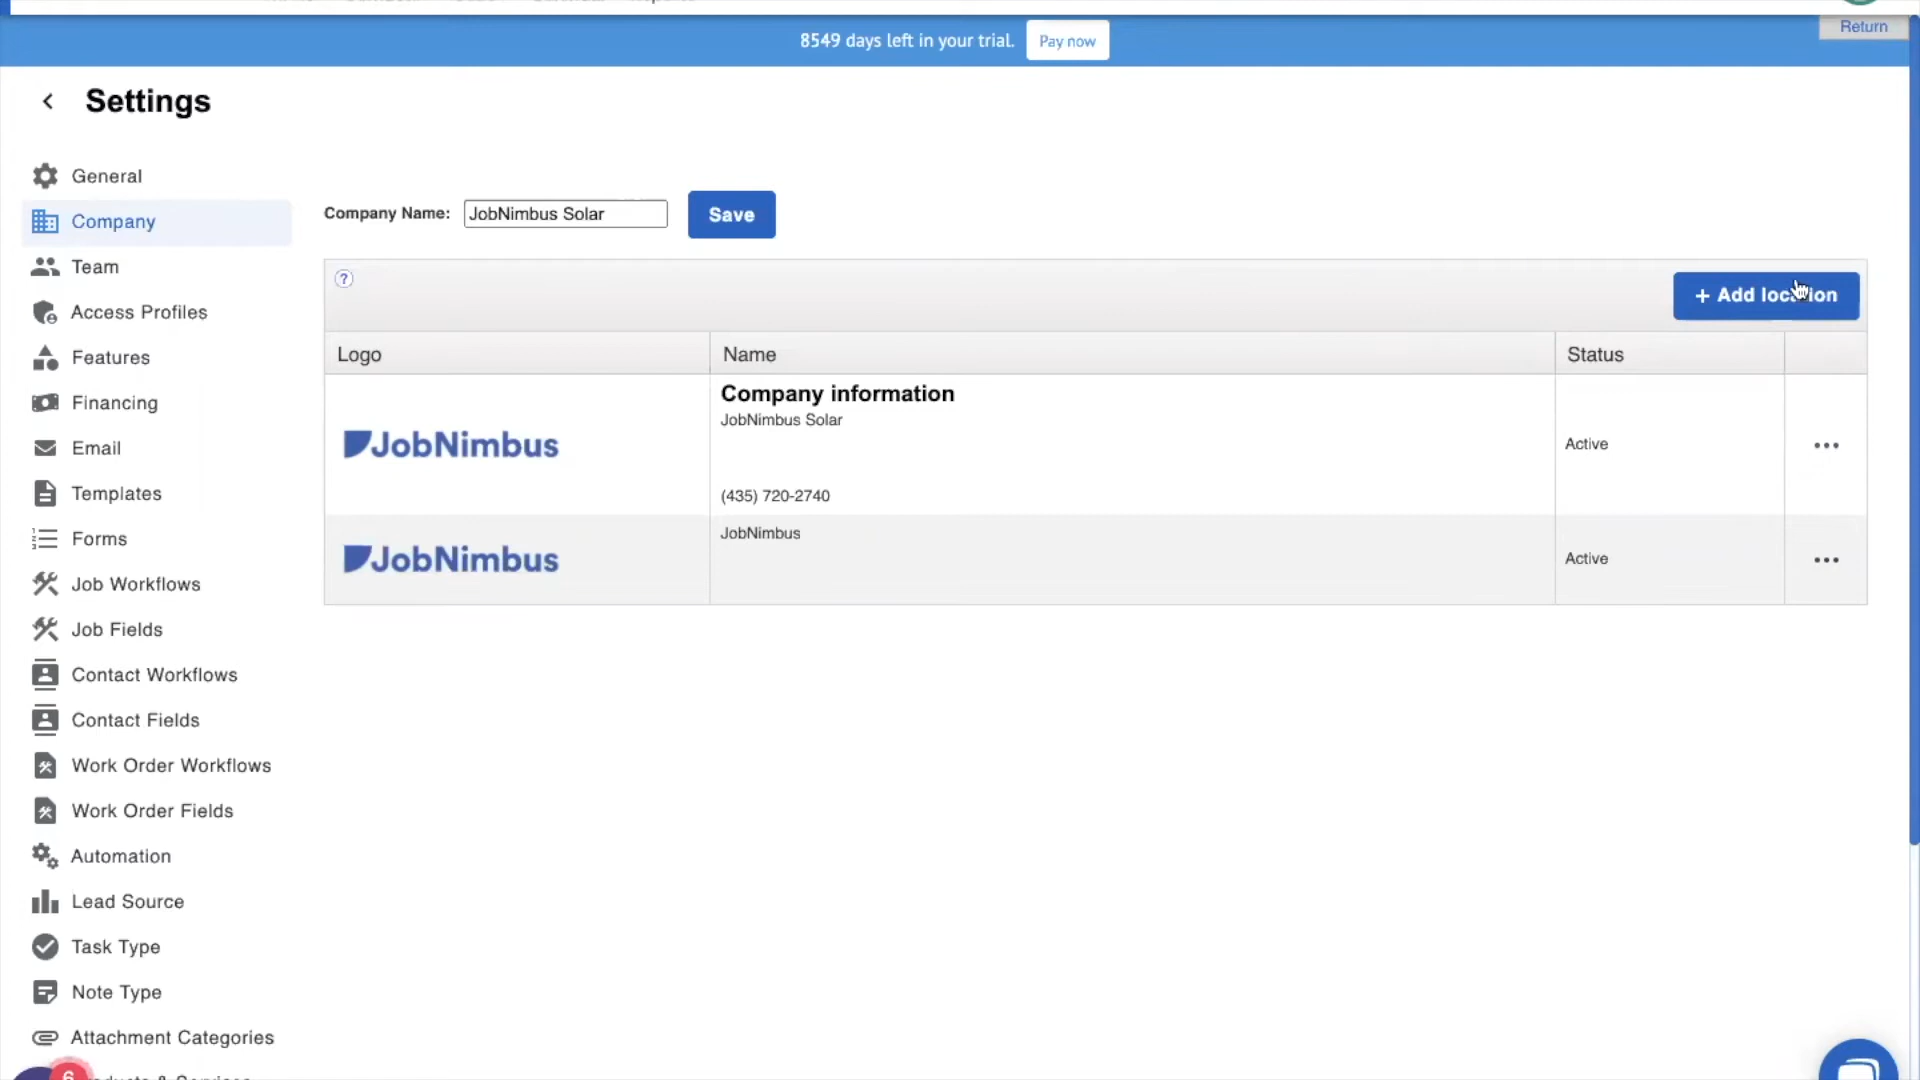 8549 days left in your trial. Pay now
Return
Settings
General
Company
Team
Access Profiles
Features
Financing
Email
Templates
Forms
Job Workflows
Job Fields
Contact Workflows
Contact Fields
Work Order Workflows
Work Order Fields
Automation
Lead Source
Task Type
Note Type
Attachment Categories
6
Company Name: JobNimbus Solar Save
?
+ Add location
Logo Name Status
JobNimbus
Company information
JobNimbus Solar
(435) 720-2740
Active
JobNimbus
JobNimbus
Active